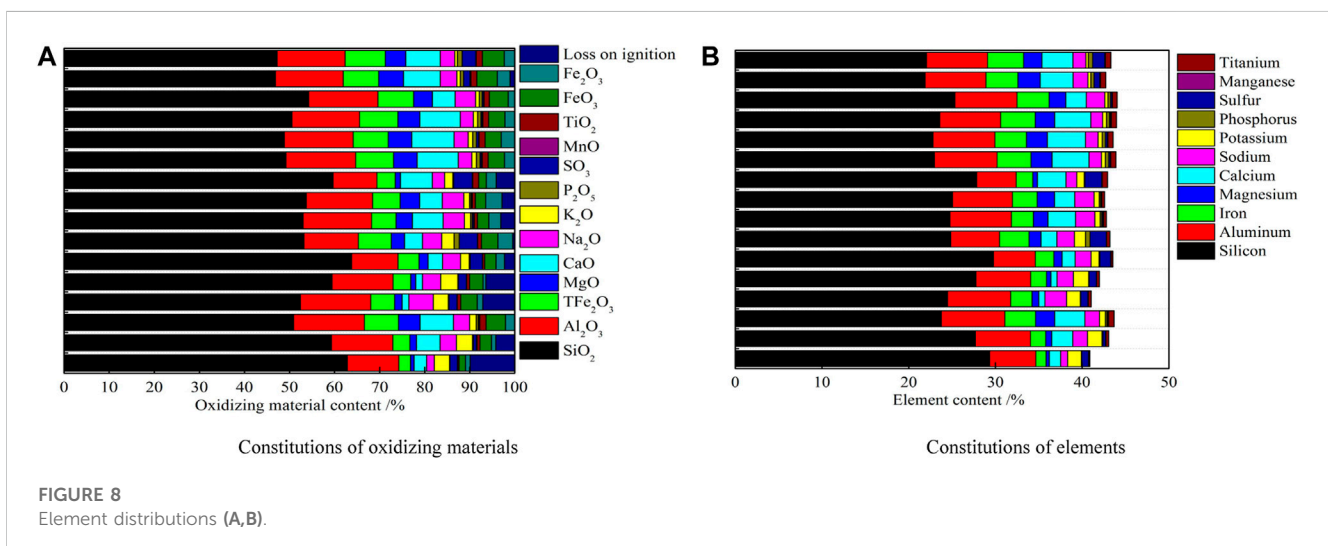 A
Loss on ignition
Fe₂O₃
FeO₃
TiO₂
MnO
SO₃
P₂O₅
K₂O
Na₂O
CaO
MgO
TFe₂O₃
Al₂O₃
SiO₂
0 10 20 30 40 50 60 70 80 90 100
Oxidizing material content /%
Constitutions of oxidizing materials
B
Titanium
Manganese
Sulfur
Phosphorus
Potassium
Sodium
Calcium
Magnesium
Iron
Aluminum
Silicon
0 10 20 30 40 50
Element content /%
Constitutions of elements
FIGURE 8
Element distributions (A,B).